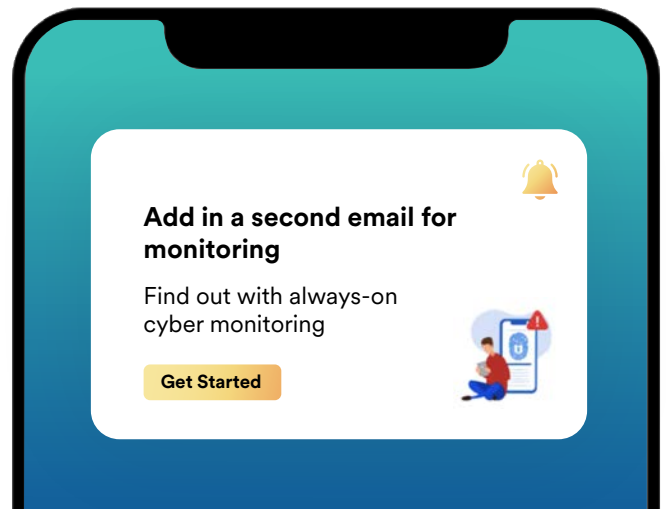 Add in a second email for
monitoring
Find out with always-on
cyber monitoring
Get Started